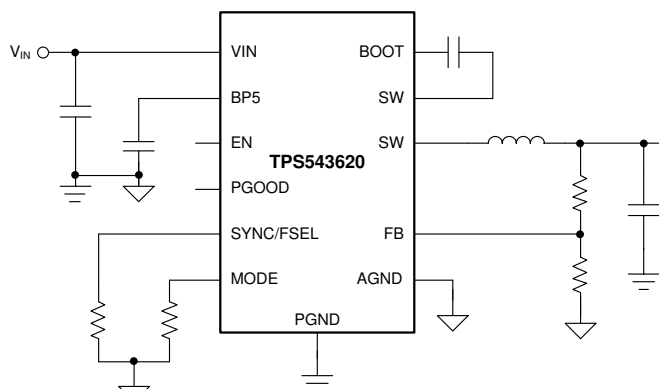 VIN
VIN
BOOT
BP5
SW
EN
SW
TPS543620
PGOOD
SYNC/FSEL
FB
MODE
AGND
PGND